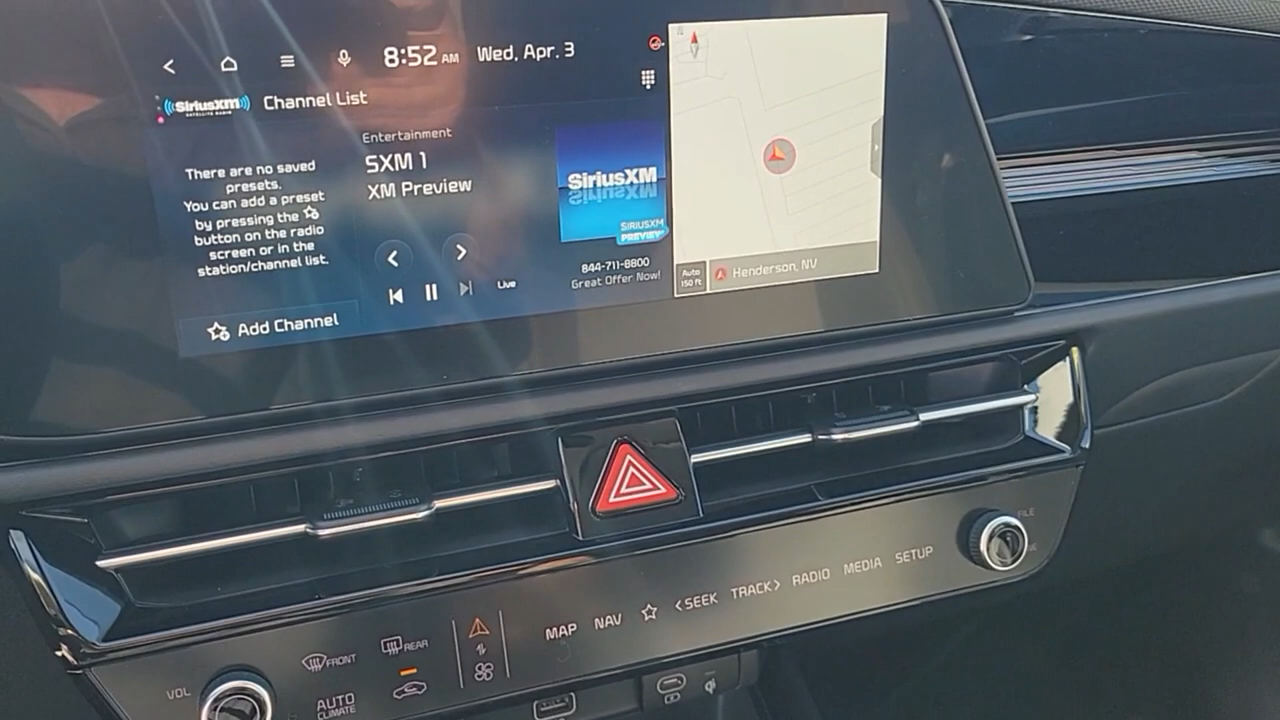 8:52 AM Wed, Apr. 3
SiriusXM
SATELLITE RADIO
Channel List
There are no saved
presets.
You can add a preset
by pressing the
button on the radio
screen or in the
station/channel list.
Add Channel
Entertainment
SXM 1
XM Preview
Live
SiriusXM
SIRIUSXM
PREVIEW
844-711-8800
Great Offer Now!
Auto
150 ft
Henderson, NV
VOL
FRONT
REAR
AUTO
CLIMATE
MAP
NAV
<SEEK
TRACK>
RADIO
MEDIA
SETUP
FILE